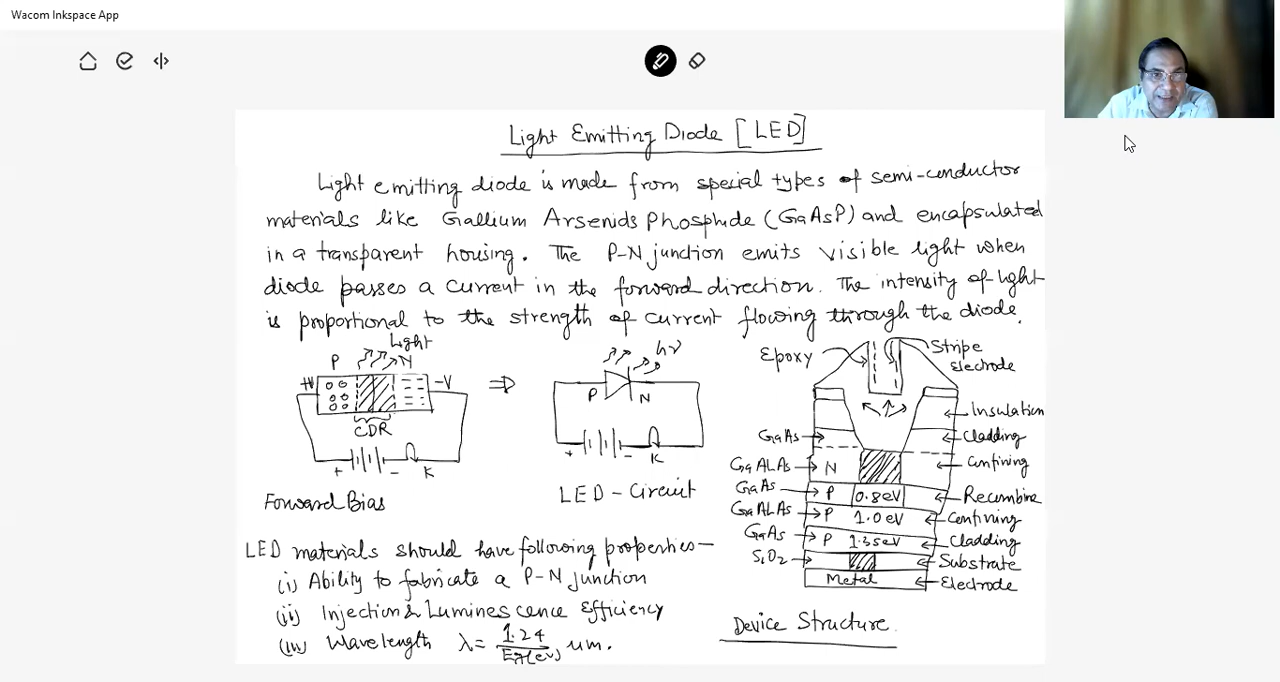 Wacom Inkspace App
Light Emitting Diode [LED]
Light emitting diode is made from special types of semi-conductor
materials like Gallium Arsenids Phosphide (GaAsP) and encapsulated
in a transparent housing. The P-N junction emits visible light when
diode passes a current in the forward direction. The intensity of light
is proportional to the strength of current flowing through the diode.
Light
P N
+V -V
CDR
+ - K
Forward Bias
⇒
hν
P N
+ - K
LED - Circuit
LED materials should have following properties—
(i) Ability to fabricate a P-N junction
(ii) Injection & Luminescence Efficiency
(iii) Wavelength λ = 1.24 / Eg(ev) um.
Epoxy
Stripe
Electrode
Insulation
GaAs Cladding
GaALAs N Confining
GaAs P 0.8eV Recombine
GaALAs P 1.0eV Confining
GaAs P 1.35eV Cladding
SiO2 Substrate
Metal Electrode
Device Structure.